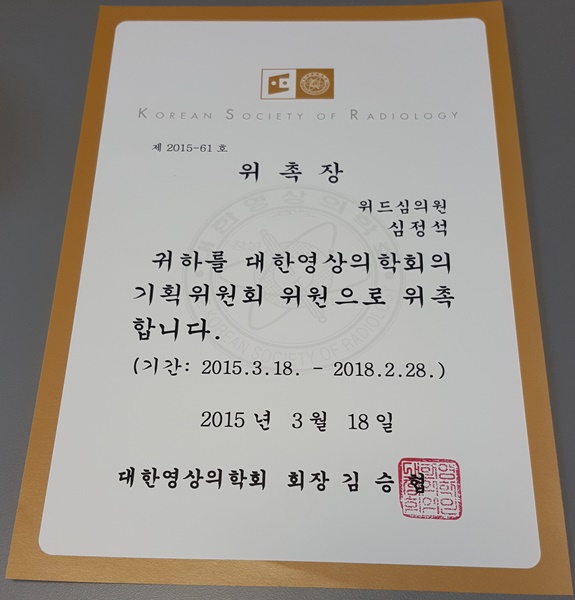 KOREAN SOCIETY OF RADIOLOGY
제 2015-61 호
위 촉 장
위드심의원
심정석
귀하를 대한영상의학회의
기획위원회 위원으로 위촉
합니다.
(기간: 2015.3.18. - 2018.2.28.)
2015 년 3 월 18 일
대한영상의학회 회장 김 승 협